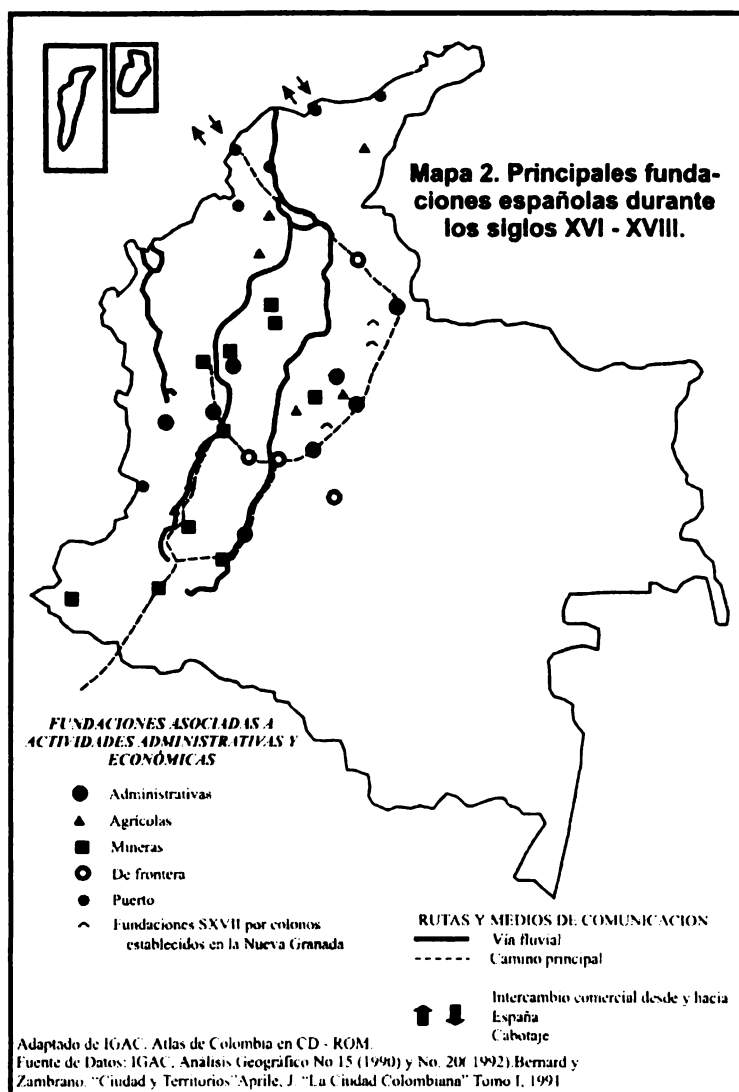 Mapa 2. Principales funda-
ciones españolas durante
los siglos XVI - XVIII.
FUNDACIONES ASOCIADAS A
ACTIVIDADES ADMINISTRATIVAS Y
ECONÓMICAS
Administrativas
Agrícolas
Mineras
De frontera
Puerto
Fundaciones SXVII por colonos
establecidos en la Nueva Granada
RUTAS Y MEDIOS DE COMUNICACION
Vía fluvial
Camino principal
Intercambio comercial desde y hacia
España
Cabotaje
Adaptado de IGAC. Atlas de Colombia en CD - ROM.
Fuente de Datos: IGAC, Análisis Geográfico No 15 (1990) y No. 20( 1992).Bernard y
Zambrano. "Ciudad y Territorios" Aprile, J. "La Ciudad Colombiana" Tomo I, 1991